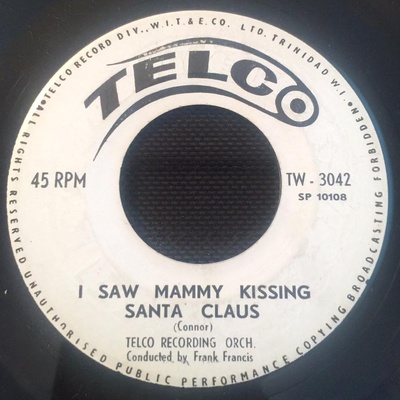 TELCO RECORD DIV., W.I.T. & E. CO. LTD., TRINIDAD W.I.
TELCO
45 RPM
TW - 3042
SP 10108
I SAW MAMMY KISSING
SANTA CLAUS
(Connor)
TELCO RECORDING ORCH.
Conducted by Frank Francis
ALL RIGHTS RESERVED UNAUTHORISED PUBLIC PERFORMANCE COPYING BROADCASTING FORBIDDEN